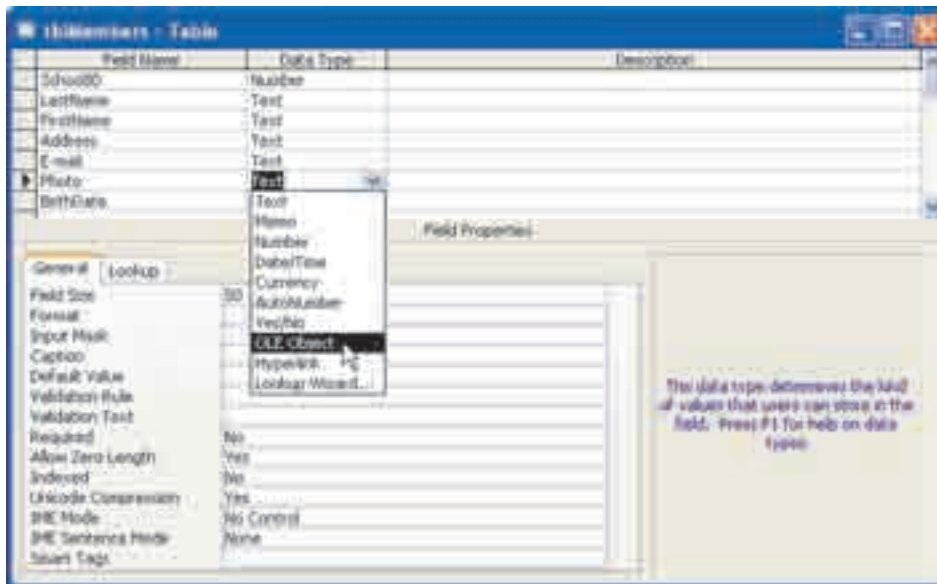 tblMembers - Table
Field Name Data Type Description
SchoolID Number
LastName Text
FirstName Text
Address Text
E-mail Text
Photo Text
BirthDate
Text
Memo
Number
Date/Time
Currency
AutoNumber
Yes/No
OLE Object
Hyperlink
Lookup Wizard...
Field Properties
General Lookup
Field Size 50
Format
Input Mask
Caption
Default Value
Validation Rule
Validation Text
Required No
Allow Zero Length Yes
Indexed No
Unicode Compression Yes
IME Mode No Control
IME Sentence Mode None
Smart Tags
The data type determines the kind
of values that users can store in the
field. Press F1 for help on data
types.